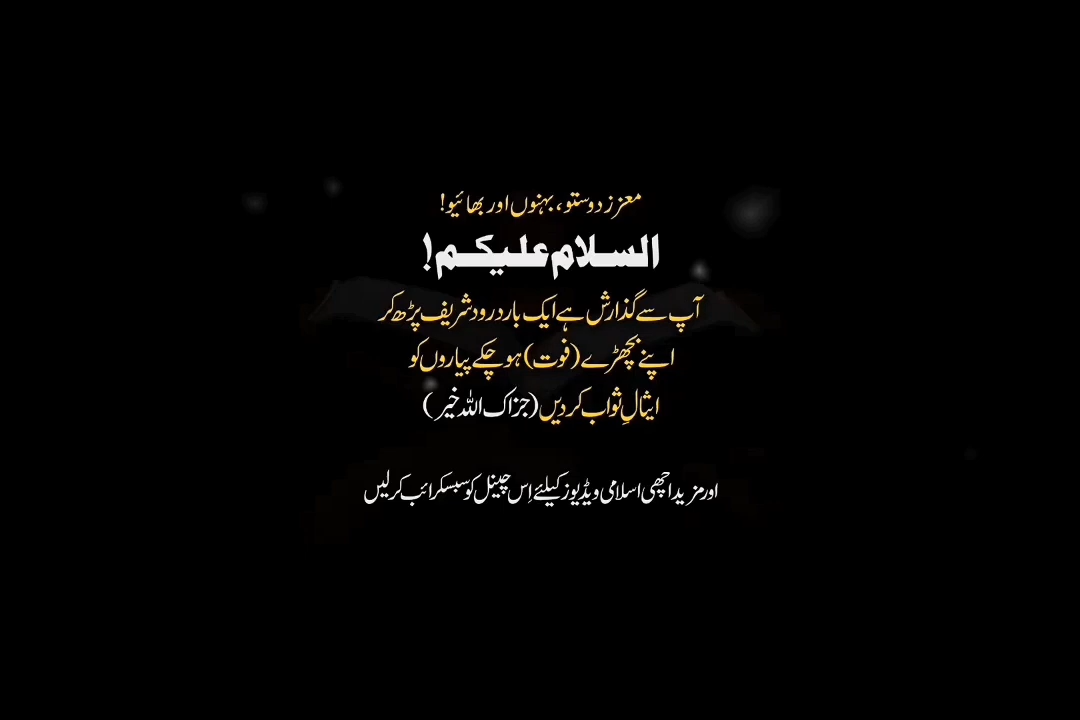 معزز دوستو، بہنوں اور بھائیو!
السلام علیکم!
آپ سے گذارش ہے ایک بار درود شریف پڑھ کر
اپنے بچھڑے (فوت) ہو چکے پیاروں کو
ایثالِ ثواب کر دیں (جزاک اللہ خیر)
اور مزید اچھی اسلامی ویڈیوز کیلئے اِس چینل کو سبسکرائب کر لیں